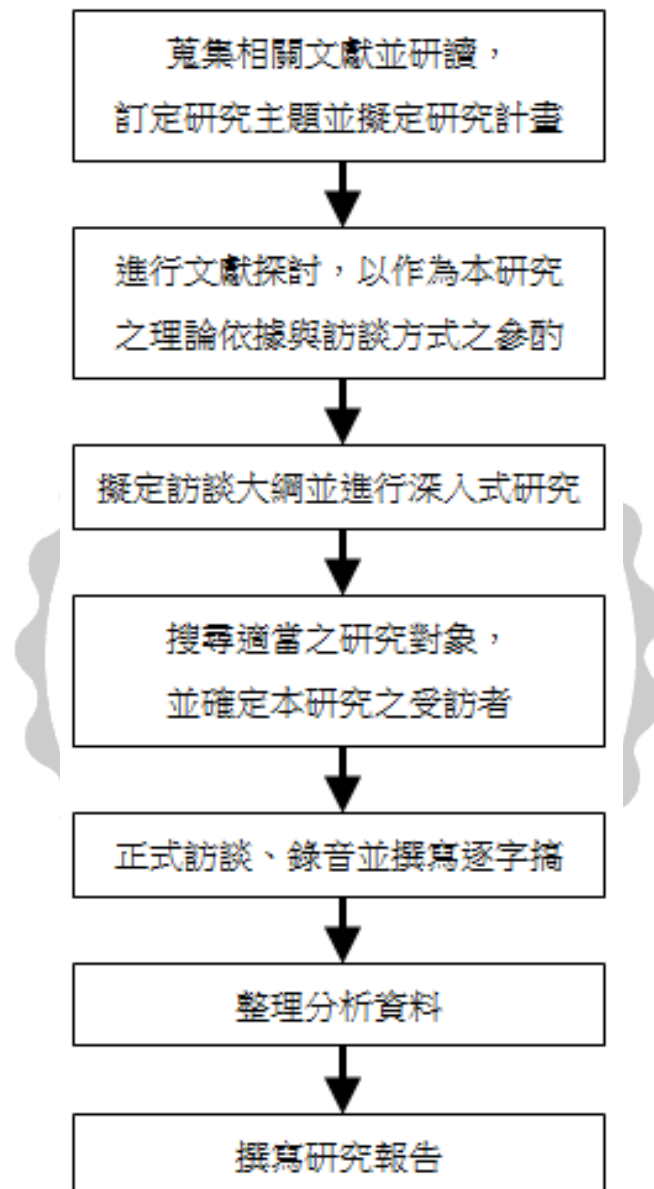 蒐集相關文獻並研讀，
訂定研究主題並擬定研究計畫
進行文獻探討，以作為本研究
之理論依據與訪談方式之參酌
擬定訪談大綱並進行深入式研究
搜尋適當之研究對象，
並確定本研究之受訪者
正式訪談、錄音並撰寫逐字搞
整理分析資料
撰寫研究報告